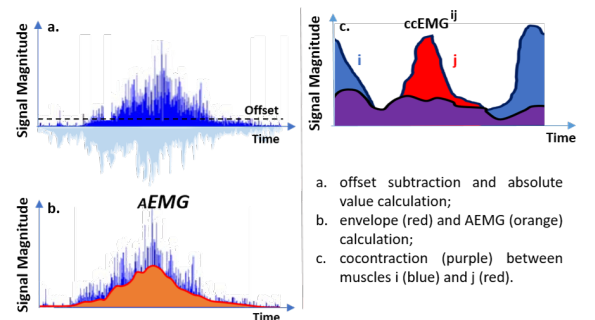 a.
Signal Magnitude
Offset
Time
b.
AEMG
Signal Magnitude
Time
c.
ccEMG ij
i
j
Signal Magnitude
Time
a. offset subtraction and absolute
value calculation;
b. envelope (red) and AEMG (orange)
calculation;
c. cocontraction (purple) between
muscles i (blue) and j (red).